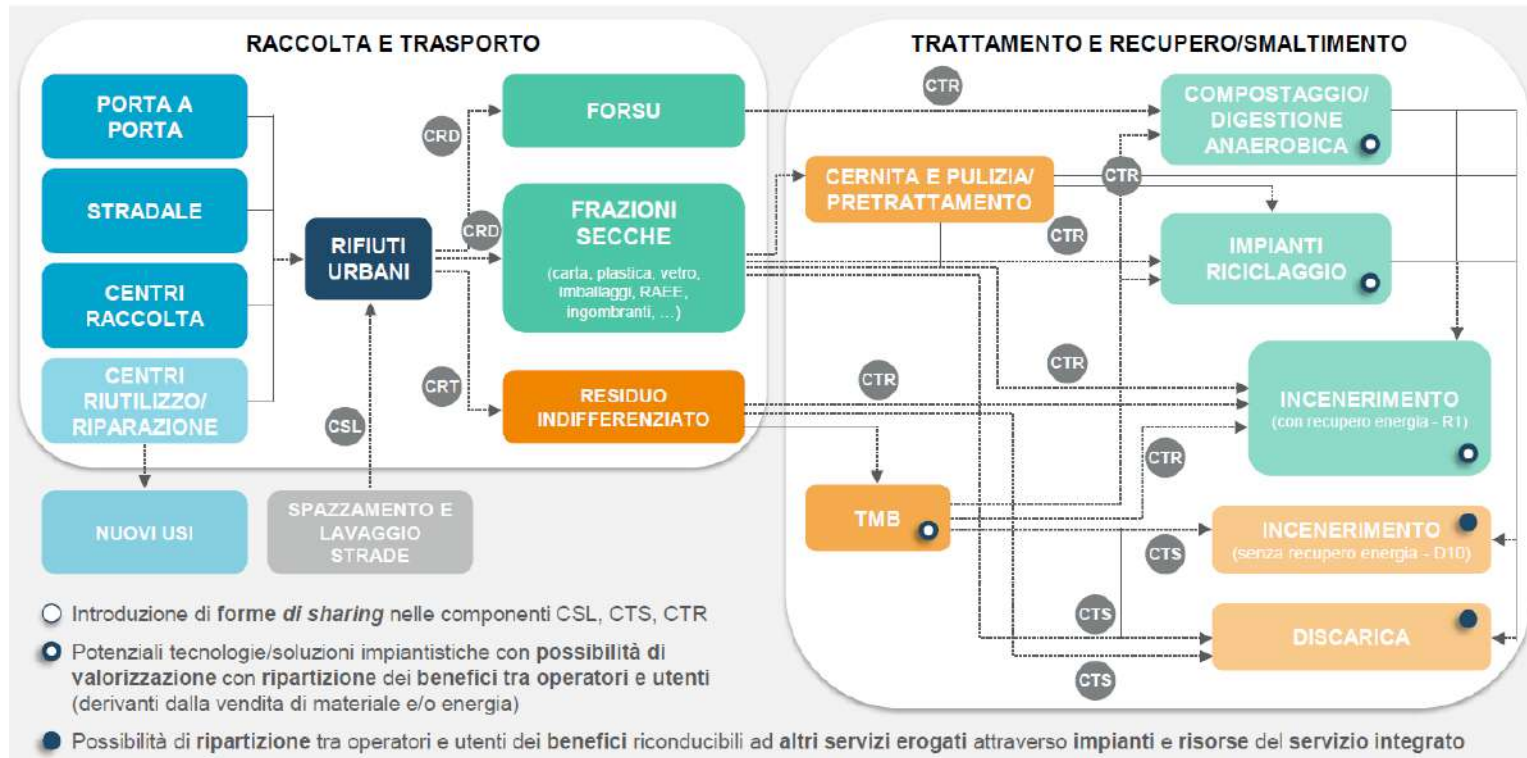 RACCOLTA E TRASPORTO
PORTA A
PORTA
STRADALE
CENTRI
RACCOLTA
CENTRI
RIUTILIZZO/
RIPARAZIONE
NUOVI USI
SPAZZAMENTO E
LAVAGGIO
STRADE
CSL
RIFIUTI
URBANI
CRD
CRD
CRT
FORSU
FRAZIONI
SECCHE
(carta, plastica, vetro,
imballaggi, RAEE,
ingombranti, …)
RESIDUO
INDIFFERENZIATO
TRATTAMENTO E RECUPERO/SMALTIMENTO
CTR
COMPOSTAGGIO/
DIGESTIONE
ANAEROBICA
CERNITA E PULIZIA/
PRETRATTAMENTO
CTR
CTR
IMPIANTI
RICICLAGGIO
CTR
CTR
INCENERIMENTO
(con recupero energia - R1)
CTR
TMB
INCENERIMENTO
(senza recupero energia - D10)
CTS
CTS
DISCARICA
CTS
Introduzione di forme di sharing nelle componenti CSL, CTS, CTR
Potenziali tecnologie/soluzioni impiantistiche con possibilità di
valorizzazione con ripartizione dei benefici tra operatori e utenti
(derivanti dalla vendita di materiale e/o energia)
Possibilità di ripartizione tra operatori e utenti dei benefici riconducibili ad altri servizi erogati attraverso impianti e risorse del servizio integrato